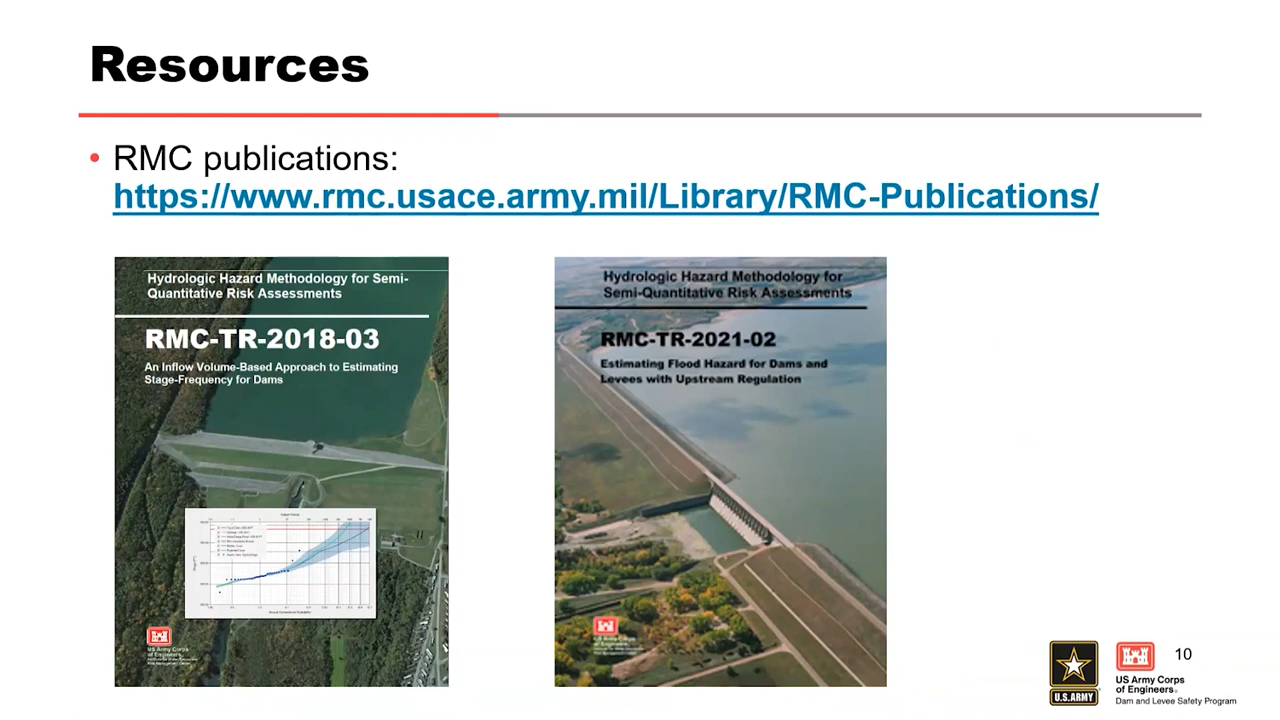 Resources
• RMC publications:
https://www.rmc.usace.army.mil/Library/RMC-Publications/
Hydrologic Hazard Methodology for Semi-
Quantitative Risk Assessments
RMC-TR-2018-03
An Inflow Volume-Based Approach to Estimating
Stage-Frequency for Dams
US Army Corps
of Engineers
Hydrologic Hazard Methodology for
Semi-Quantitative Risk Assessments
RMC-TR-2021-02
Estimating Flood Hazard for Dams and
Levees with Upstream Regulation
US Army Corps
of Engineers
U.S.ARMY
US Army Corps
of Engineers®
Dam and Levee Safety Program
10